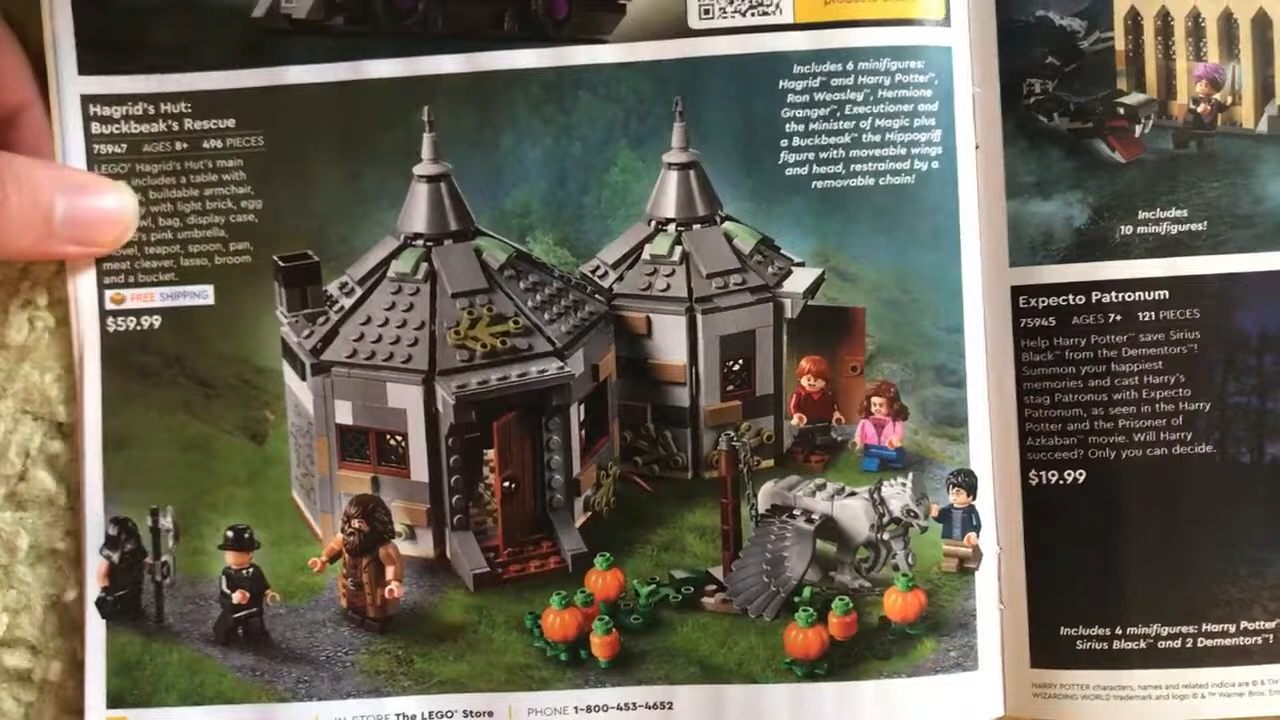 Hagrid's Hut:
Buckbeak's Rescue
75947 AGES 8+ 496 PIECES
LEGO® Hagrid's Hut's main
includes a table with
buildable armchair,
with light brick, egg
bag, display case,
pink umbrella,
teapot, spoon, pan,
meat cleaver, lasso, broom
and a bucket.
FREE SHIPPING
$59.99
Includes 6 minifigures:
Hagrid™ and Harry Potter™,
Ron Weasley™, Hermione
Granger™, Executioner and
the Minister of Magic plus
a Buckbeak™ the Hippogriff
figure with moveable wings
and head, restrained by a
removable chain!
IN-STORE The LEGO® Store
PHONE 1-800-453-4652
Includes
10 minifigures!
Expecto Patronum
75945 AGES 7+ 121 PIECES
Help Harry Potter™ save Sirius
Black™ from the Dementors™!
Summon your happiest
memories and cast Harry's
stag Patronus with Expecto
Patronum, as seen in the Harry
Potter and the Prisoner of
Azkaban™ movie. Will Harry
succeed? Only you can decide.
$19.99
Includes 4 minifigures: Harry Potter™
Sirius Black™ and 2 Dementors™!
HARRY POTTER characters, names and related indicia are © & ™
WIZARDING WORLD trademark and logo © & ™ Warner Bros.